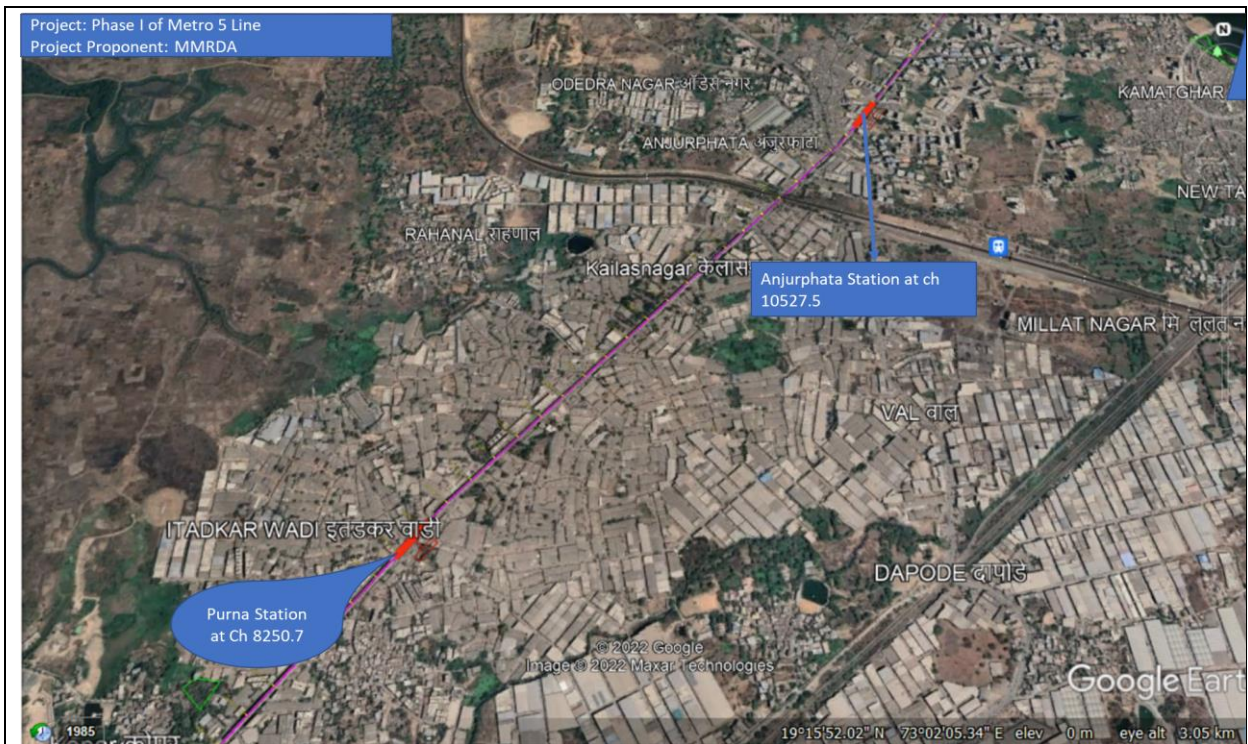 Project: Phase I of Metro 5 Line
Project Proponent: MMRDA
N
ODEDRA NAGAR ऑडेस नगर
KAMATGHAR
ANJURPHATA अंजुरफाटा
NEW TA
RAHANAL राहणाल
Kailasnagar कैलास
Anjurphata Station at ch
10527.5
MILLAT NAGAR मि लूलत न
VAL वाल
ITADKAR WADI इतडकर वाडी
DAPODE दापोडे
Purna Station
at Ch 8250.7
© 2022 Google
Image © 2022 Maxar Technologies
Google Eart
1985
19°15'52.02" N 73°02'05.34" E elev 0 m eye alt 3.05 km